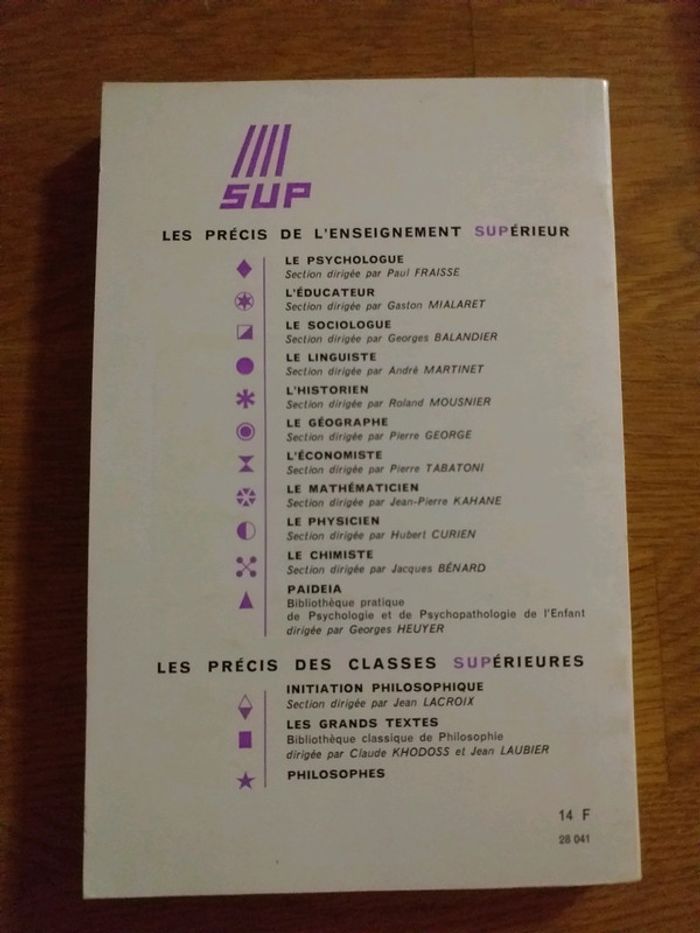 SUP
LES PRÉCIS DE L'ENSEIGNEMENT SUPÉRIEUR
LE PSYCHOLOGUE
Section dirigée par Paul FRAISSE
L'ÉDUCATEUR
Section dirigée par Gaston MIALARET
LE SOCIOLOGUE
Section dirigée par Georges BALANDIER
LE LINGUISTE
Section dirigée par André MARTINET
L'HISTORIEN
Section dirigée par Roland MOUSNIER
LE GÉOGRAPHE
Section dirigée par Pierre GEORGE
L'ÉCONOMISTE
Section dirigée par Pierre TABATONI
LE MATHÉMATICIEN
Section dirigée par Jean-Pierre KAHANE
LE PHYSICIEN
Section dirigée par Hubert CURIEN
LE CHIMISTE
Section dirigée par Jacques BÉNARD
PAIDEIA
Bibliothèque pratique
de Psychologie et de Psychopathologie de l'Enfant
dirigée par Georges HEUYER
LES PRÉCIS DES CLASSES SUPÉRIEURES
INITIATION PHILOSOPHIQUE
Section dirigée par Jean LACROIX
LES GRANDS TEXTES
Bibliothèque classique de Philosophie
dirigée par Claude KHODOSS et Jean LAUBIER
PHILOSOPHES
14 F
28 041